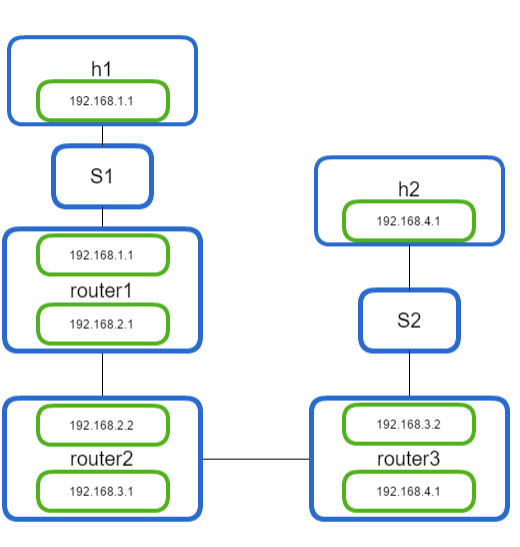 h1
192.168.1.1
S1
192.168.1.1
router1
192.168.2.1
192.168.2.2
router2
192.168.3.1
h2
192.168.4.1
S2
192.168.3.2
router3
192.168.4.1